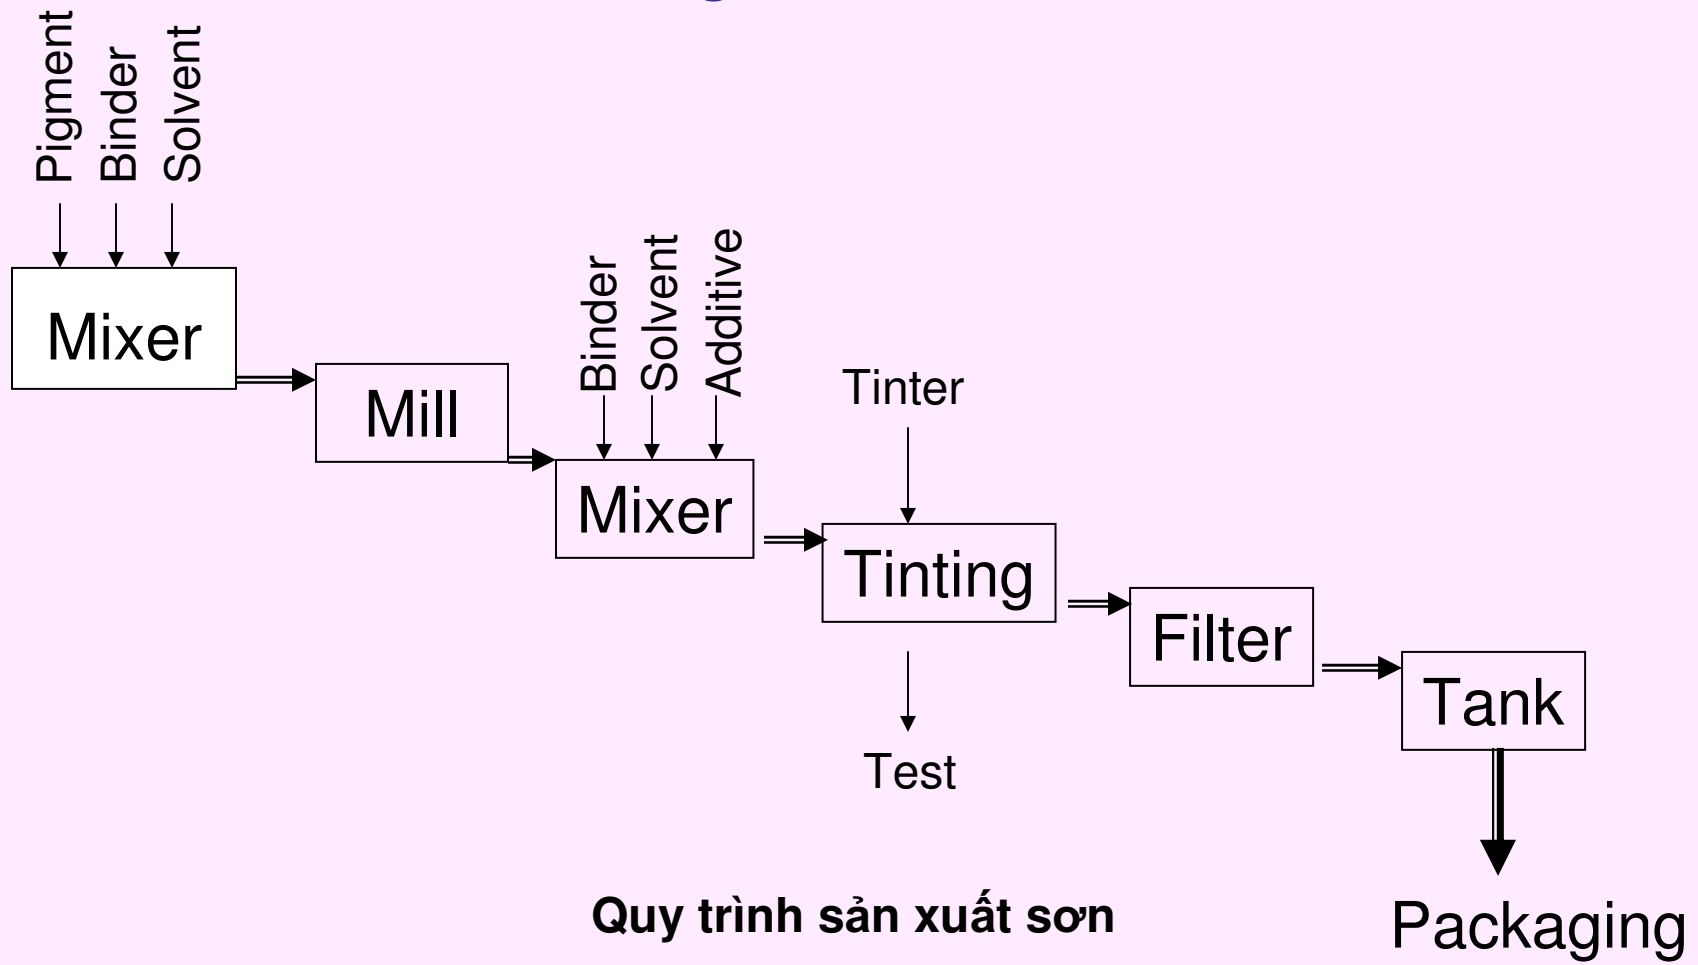 Pigment
Binder
Solvent
Mixer
Mill
Binder
Solvent
Additive
Mixer
Tinter
Tinting
Test
Filter
Tank
Packaging
Quy trình sản xuất sơn